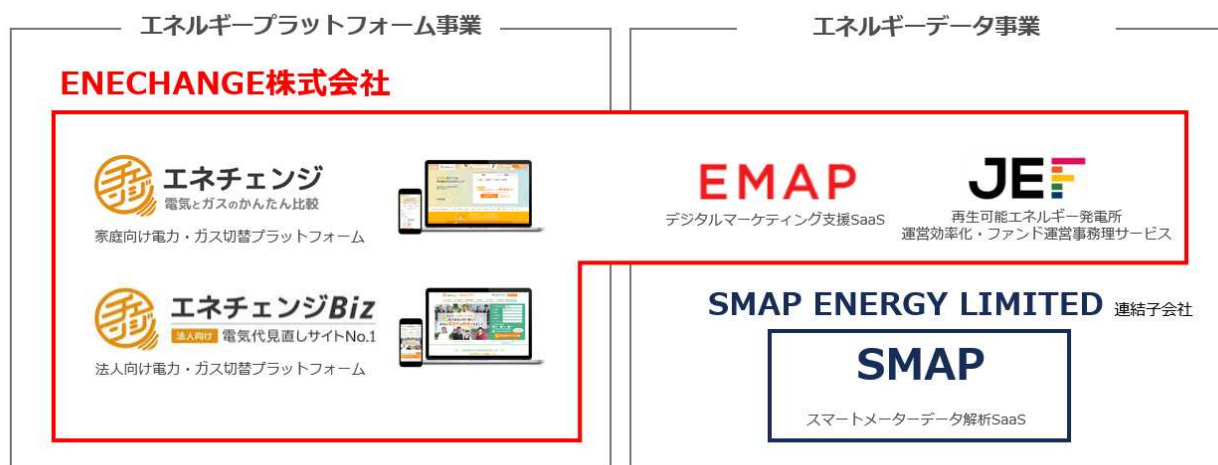 エネルギープラットフォーム事業
エネルギーデータ事業
ENECHANGE株式会社
チェンジ
エネチェンジ
電気とガスのかんたん比較
家庭向け電力・ガス切替プラットフォーム
EMAP
デジタルマーケティング支援SaaS
JEF
再生可能エネルギー発電所
運営効率化・ファンド運営事務理サービス
チェンジ
エネチェンジBiz
法人向け 電気代見直しサイトNo.1
法人向け電力・ガス切替プラットフォーム
SMAP ENERGY LIMITED 連結子会社
SMAP
スマートメーターデータ解析SaaS